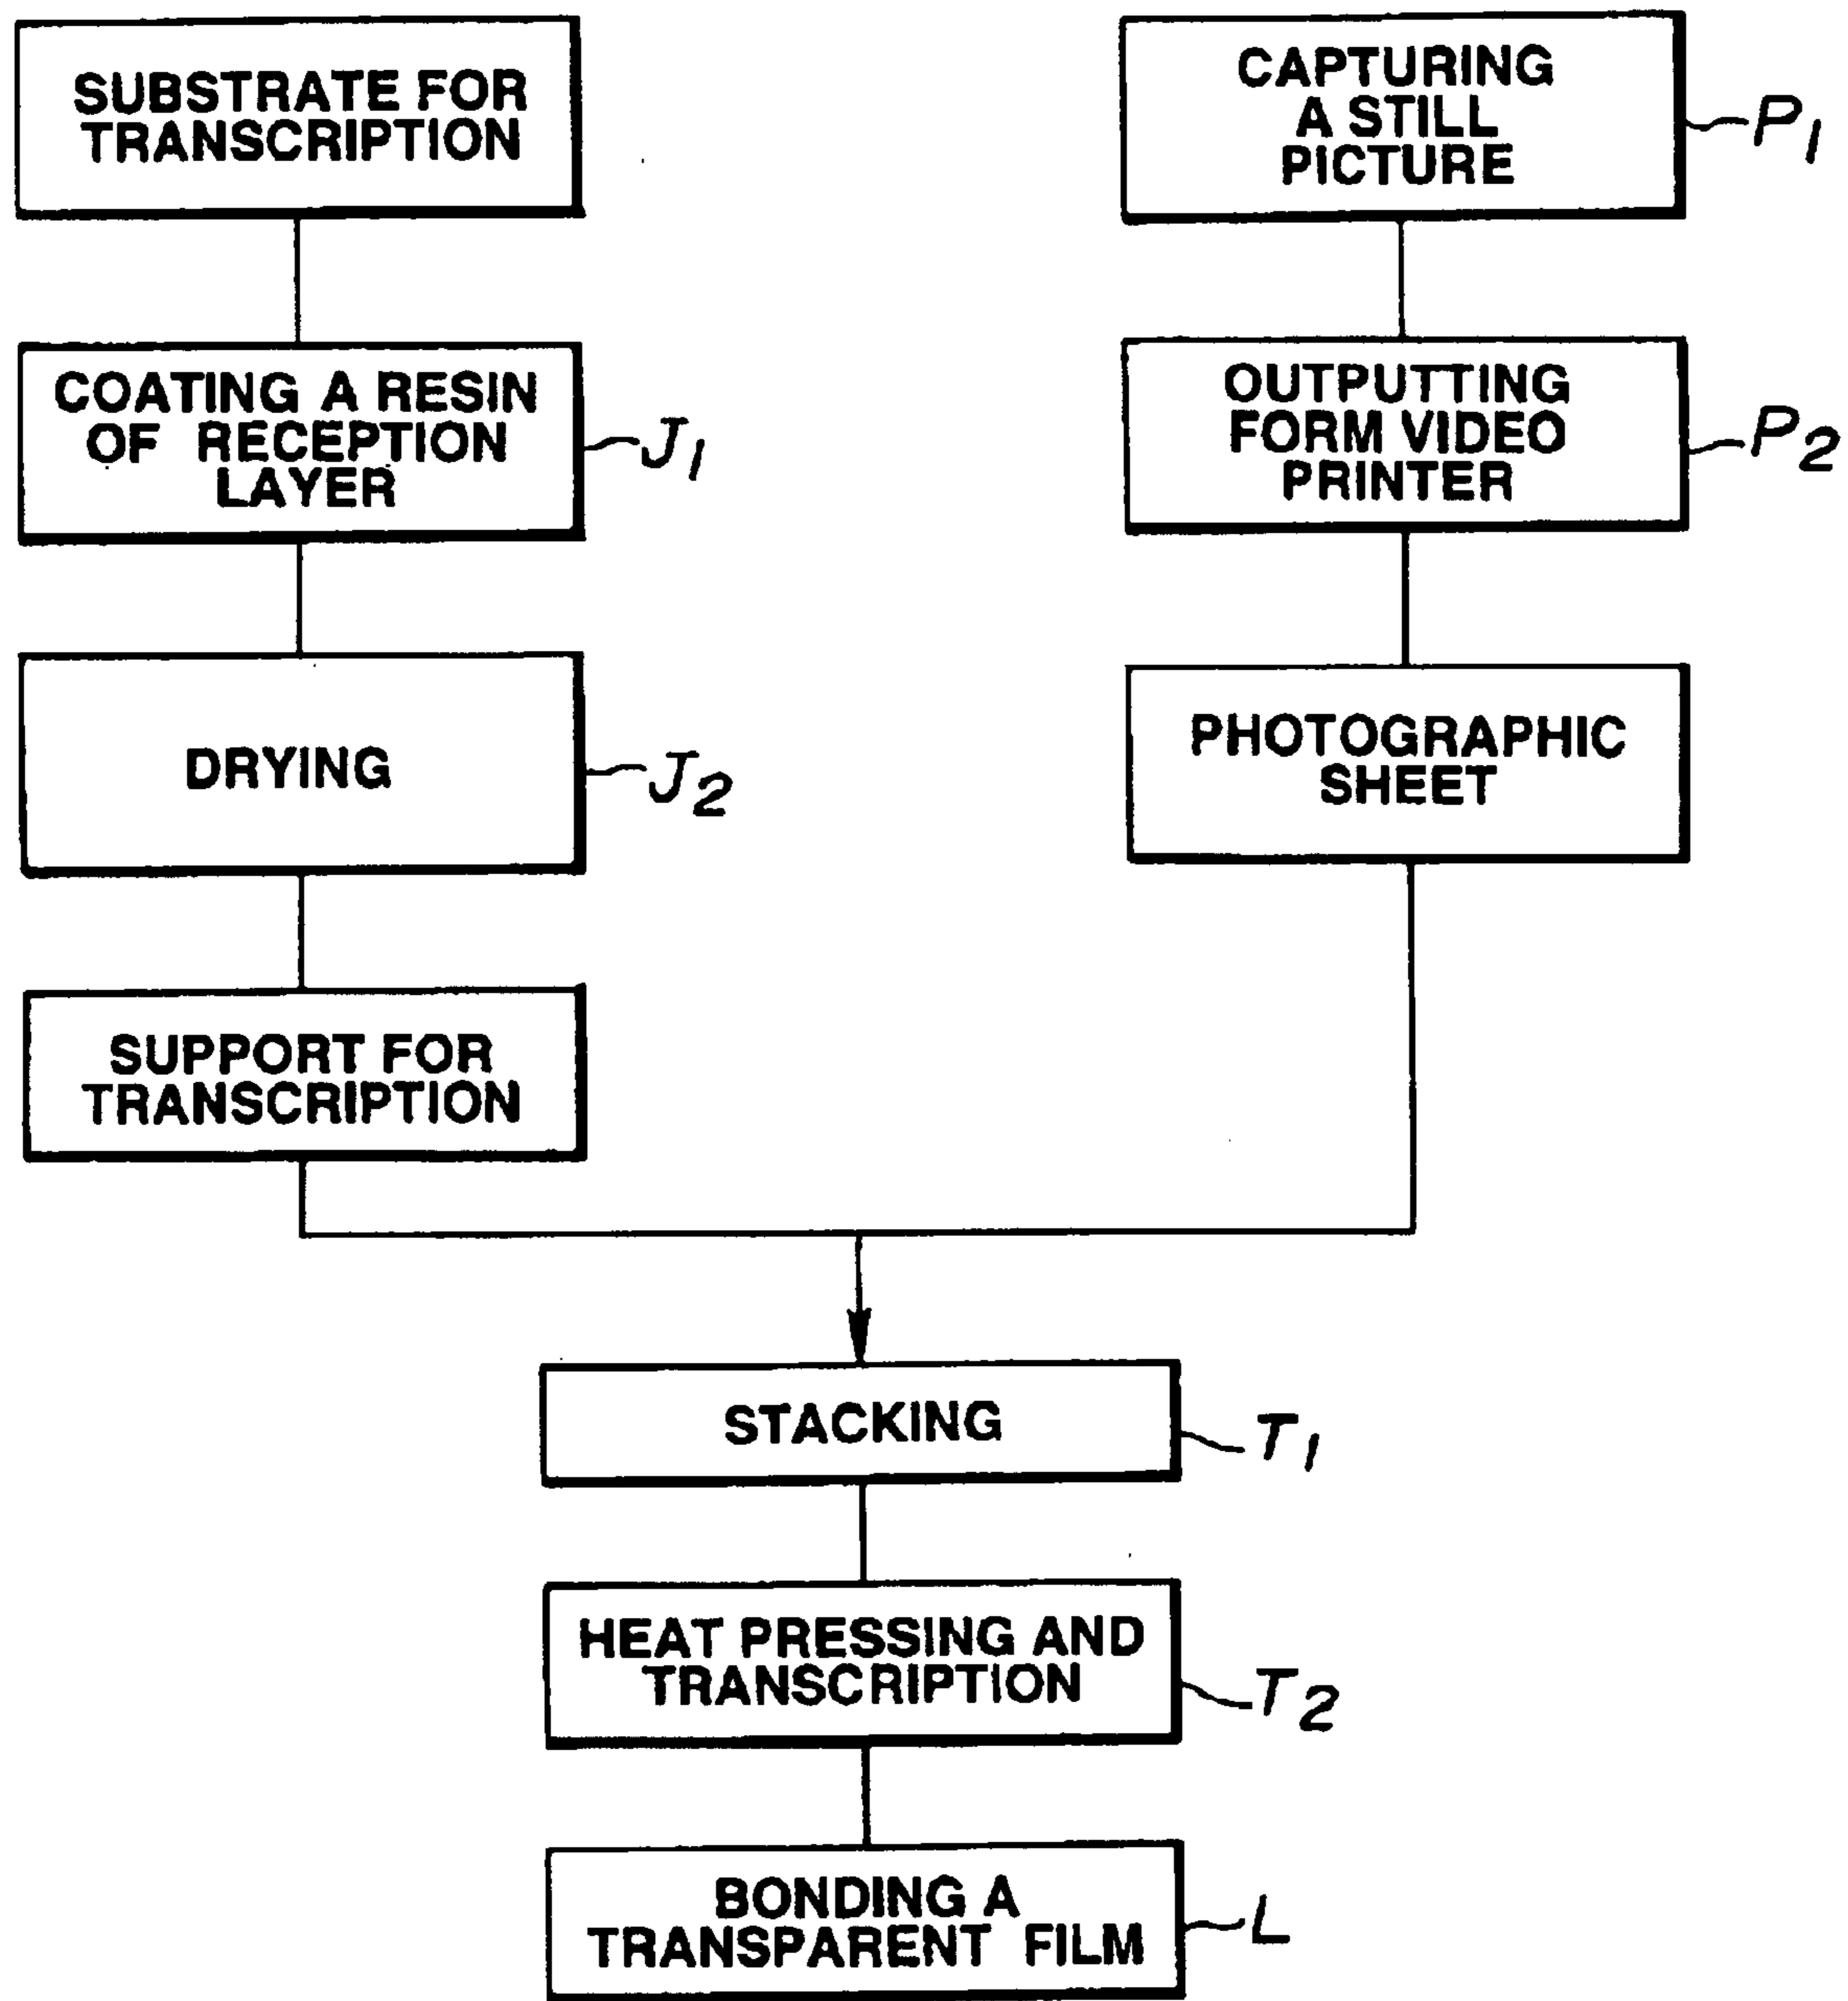 SUBSTRATE FOR
TRANSCRIPTION
COATING A RESIN
OF RECEPTION
LAYER
J1
DRYING
J2
SUPPORT FOR
TRANSCRIPTION
CAPTURING
A STILL
PICTURE
P1
OUTPUTTING
FORM VIDEO
PRINTER
P2
PHOTOGRAPHIC
SHEET
STACKING
T1
HEAT PRESSING AND
TRANSCRIPTION
T2
BONDING A
TRANSPARENT FILM
L